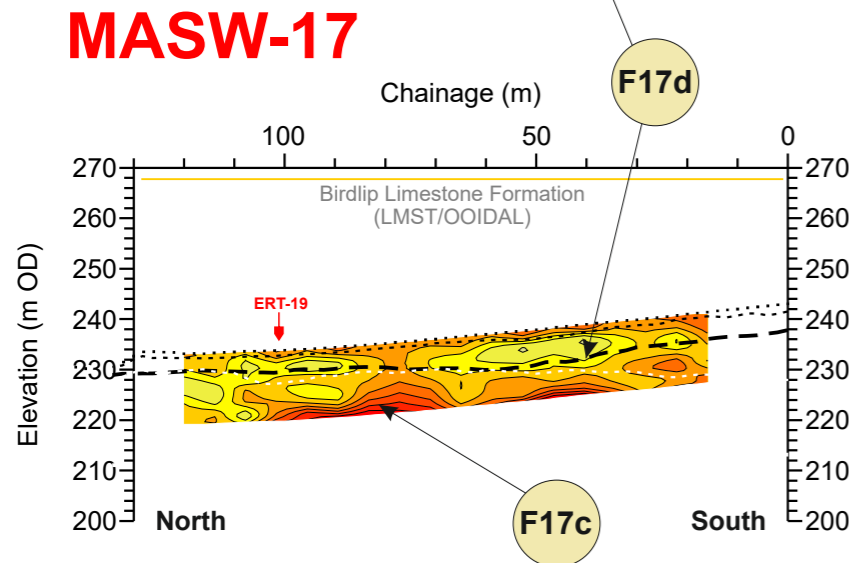 MASW-17
F17d
Chainage (m)
100 50 0
270 270
Birdlip Limestone Formation
(LMST/OOIDAL)
260 260
250 250
ERT-19
240 240
Elevation (m OD)
230 230
220 220
210 210
200 North South 200
F17c